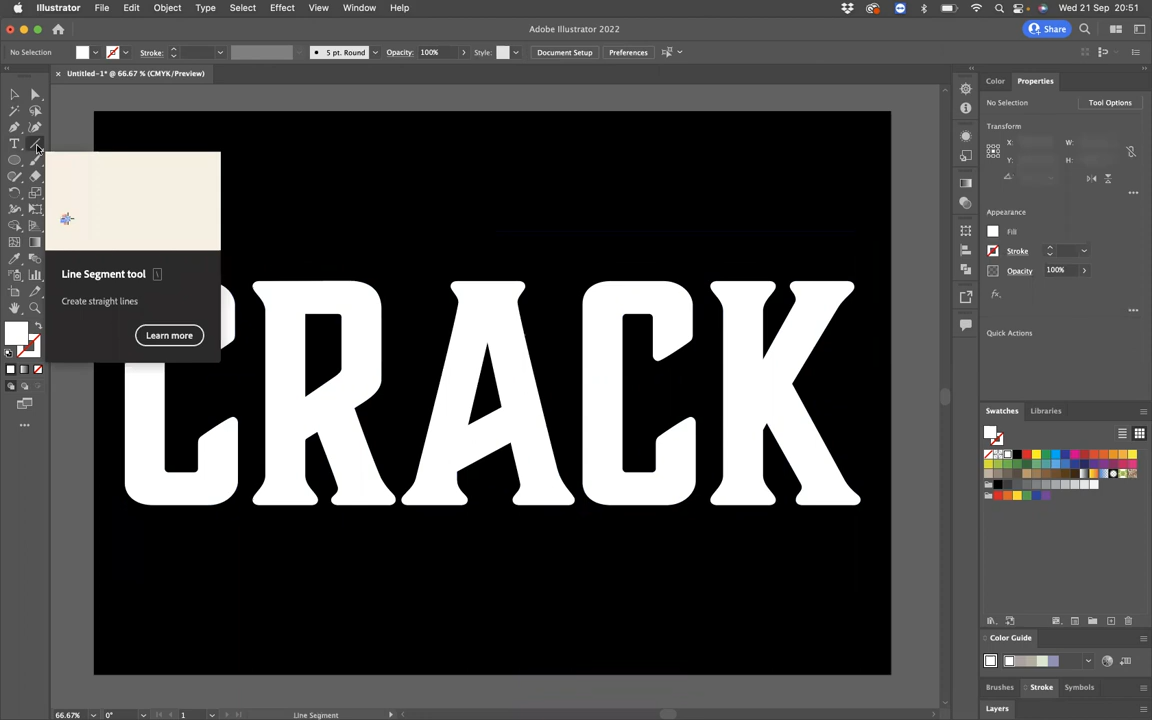 Illustrator File Edit Object Type Select Effect View Window Help Wed 21 Sep 20:51
Adobe Illustrator 2022
Share
No Selection Stroke: 5 pt. Round Opacity: 100% Style: Document Setup Preferences
Untitled-1* @ 66.67 % (CMYK/Preview)
Color Properties
No Selection Tool Options
Transform
X: W:
Y: H:
Appearance
Fill
Stroke
Opacity 100%
Quick Actions
Line Segment tool \
Create straight lines
Learn more
CRACK
Swatches Libraries
Color Guide
Brushes Stroke Symbols
Layers
66.67% 0° 1 Line Segment